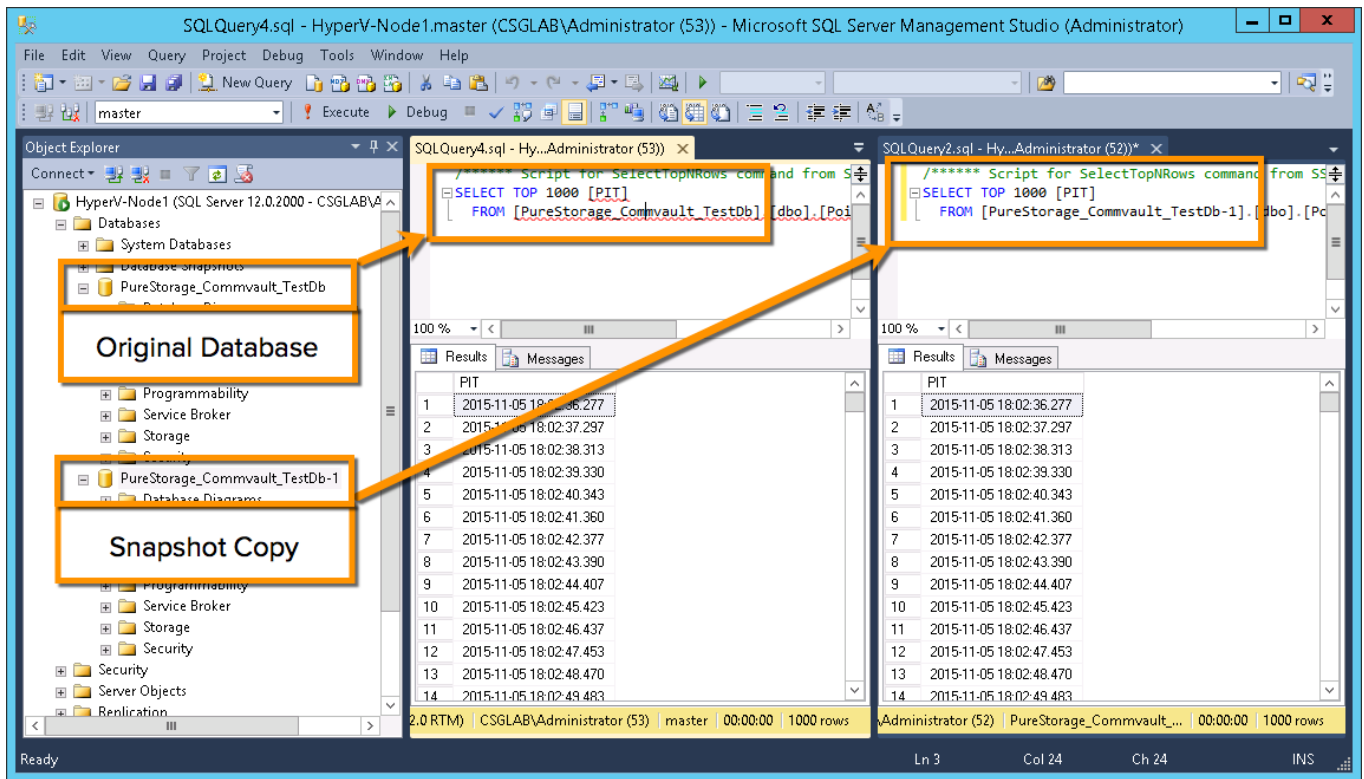 SQLQuery4.sql - HyperV-Node1.master (CSGLAB\Administrator (53)) - Microsoft SQL Server Management Studio (Administrator)
File Edit View Query Project Debug Tools Window Help
New Query
master Execute Debug
Object Explorer
Connect
HyperV-Node1 (SQL Server 12.0.2000 - CSGLAB\A
Databases
System Databases
Database Snapshots
PureStorage_Commvault_TestDb
Original Database
Programmability
Service Broker
Storage
Security
PureStorage_Commvault_TestDb-1
Database Diagrams
Snapshot Copy
Programmability
Service Broker
Storage
Security
Security
Server Objects
Replication
SQLQuery4.sql - Hy...Administrator (53))
/****** Script for SelectTopNRows command from S
SELECT TOP 1000 [PIT]
FROM [PureStorage_Commvault_TestDb].[dbo].[Poi
100 %
Results Messages
PIT
1 2015-11-05 18:02:36.277
2 2015-11-05 18:02:37.297
3 2015-11-05 18:02:38.313
4 2015-11-05 18:02:39.330
5 2015-11-05 18:02:40.343
6 2015-11-05 18:02:41.360
7 2015-11-05 18:02:42.377
8 2015-11-05 18:02:43.390
9 2015-11-05 18:02:44.407
10 2015-11-05 18:02:45.423
11 2015-11-05 18:02:46.437
12 2015-11-05 18:02:47.453
13 2015-11-05 18:02:48.470
14 2015-11-05 18:02:49.483
2.0 RTM) CSGLAB\Administrator (53) master 00:00:00 1000 rows
SQLQuery2.sql - Hy...Administrator (52))*
/****** Script for SelectTopNRows command from SS
SELECT TOP 1000 [PIT]
FROM [PureStorage_Commvault_TestDb-1].[dbo].[Po
100 %
Results Messages
PIT
1 2015-11-05 18:02:36.277
2 2015-11-05 18:02:37.297
3 2015-11-05 18:02:38.313
4 2015-11-05 18:02:39.330
5 2015-11-05 18:02:40.343
6 2015-11-05 18:02:41.360
7 2015-11-05 18:02:42.377
8 2015-11-05 18:02:43.390
9 2015-11-05 18:02:44.407
10 2015-11-05 18:02:45.423
11 2015-11-05 18:02:46.437
12 2015-11-05 18:02:47.453
13 2015-11-05 18:02:48.470
14 2015-11-05 18:02:49.483
\Administrator (52) PureStorage_Commvault_... 00:00:00 1000 rows
Ready Ln 3 Col 24 Ch 24 INS